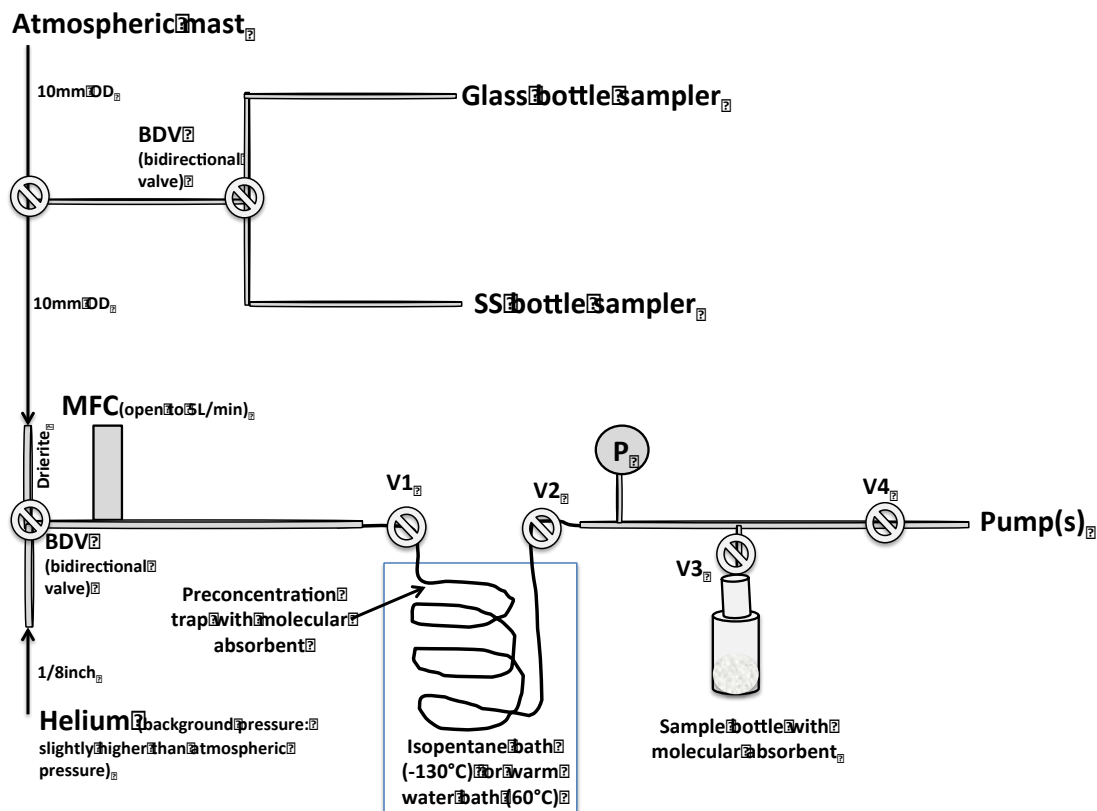 Atmospheric mast
10mm OD
Glass bottle sampler
BDV
(bidirectional
valve)
10mm OD
SS bottle sampler
MFC (open to 5L/min)
Drierite
P
V1
V2
V4
Pump(s)
BDV
(bidirectional
valve)
V3
Preconcentration
trap with molecular
absorbent
1/8inch
Helium (background pressure:
slightly higher than atmospheric
pressure)
Isopentane bath
(-130°C) or warm
water bath (60°C)
Sample bottle with
molecular absorbent